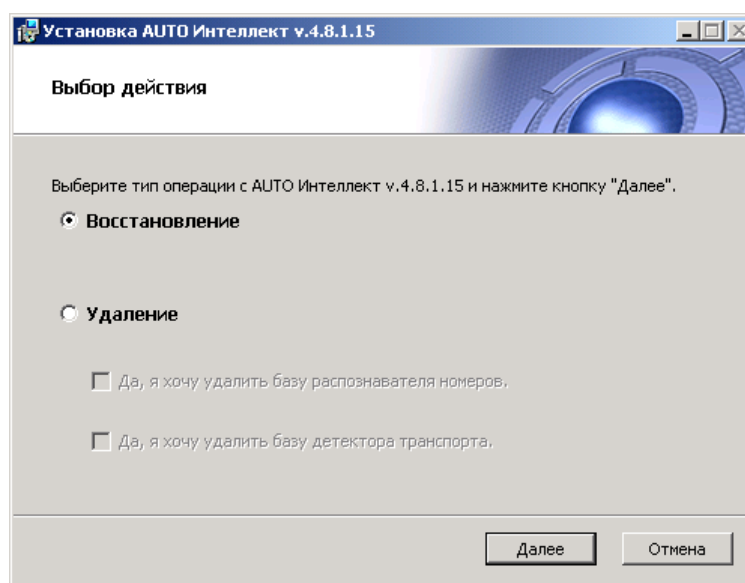 Установка AUTO Интеллект v.4.8.1.15
Выбор действия
Выберите тип операции с AUTO Интеллект v.4.8.1.15 и нажмите кнопку "Далее".
Восстановление
Удаление
Да, я хочу удалить базу распознавателя номеров.
Да, я хочу удалить базу детектора транспорта.
Далее
Отмена